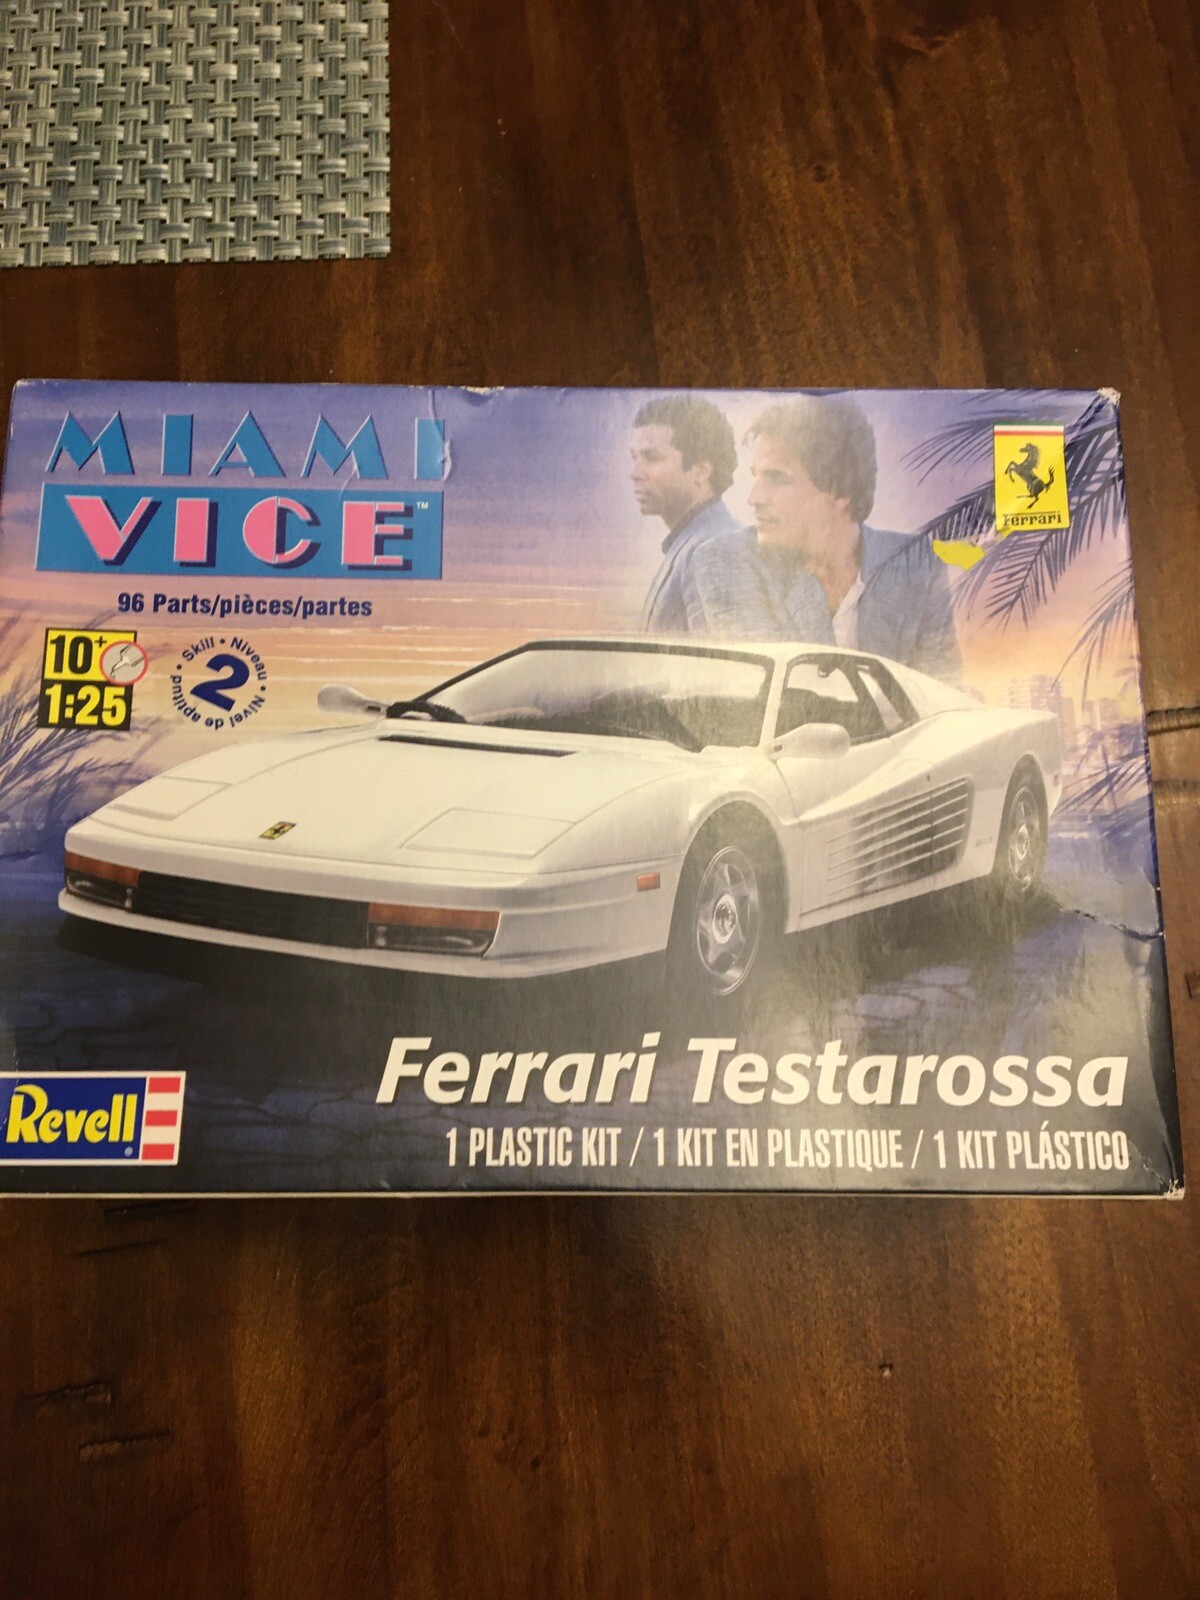 MIAMI
VICE™
96 Parts/pièces/partes
10+
1:25
Skill • Niveau • Nivel de aptitud •
2
Ferrari
Ferrari Testarossa
1 PLASTIC KIT / 1 KIT EN PLASTIQUE / 1 KIT PLÁSTICO
Revell®